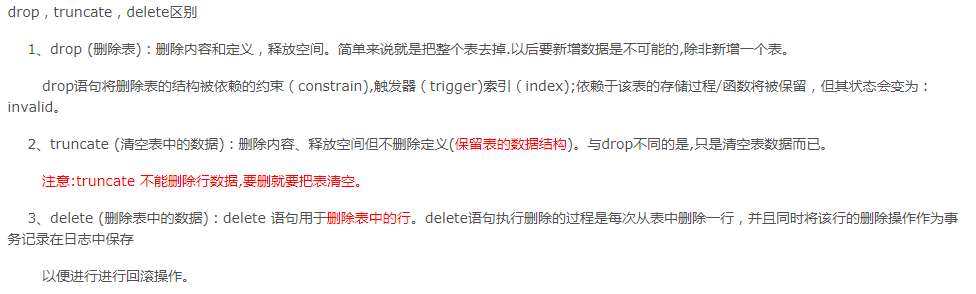 drop，truncate，delete区别
1、drop (删除表)：删除内容和定义，释放空间。简单来说就是把整个表去掉.以后要新增数据是不可能的,除非新增一个表。
drop语句将删除表的结构被依赖的约束（constrain),触发器（trigger)索引（index);依赖于该表的存储过程/函数将被保留，但其状态会变为：
invalid。
2、truncate (清空表中的数据)：删除内容、释放空间但不删除定义(保留表的数据结构)。与drop不同的是,只是清空表数据而已。
注意:truncate 不能删除行数据,要删就要把表清空。
3、delete (删除表中的数据)：delete 语句用于删除表中的行。delete语句执行删除的过程是每次从表中删除一行，并且同时将该行的删除操作作为事
务记录在日志中保存
以便进行进行回滚操作。